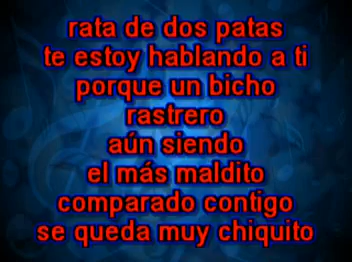 rata de dos patas
te estoy hablando a ti
porque un bicho
rastrero
aún siendo
el más maldito
comparado contigo
se queda muy chiquito